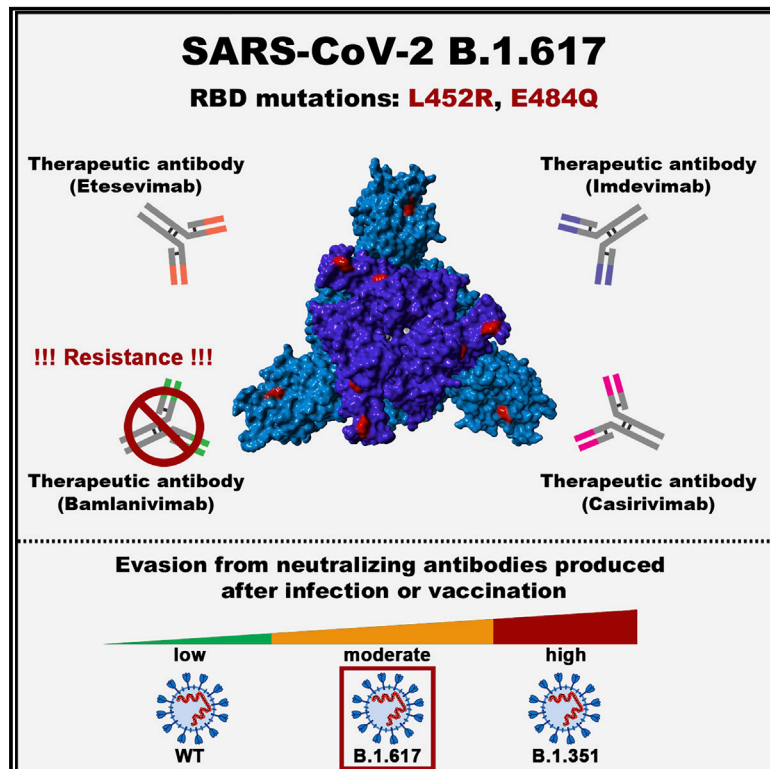 SARS-CoV-2 B.1.617
RBD mutations: L452R, E484Q
Therapeutic antibody
(Etesevimab)
Therapeutic antibody
(Imdevimab)
!!! Resistance !!!
Therapeutic antibody
(Bamlanivimab)
Therapeutic antibody
(Casirivimab)
Evasion from neutralizing antibodies produced
after infection or vaccination
low moderate high
WT B.1.617 B.1.351